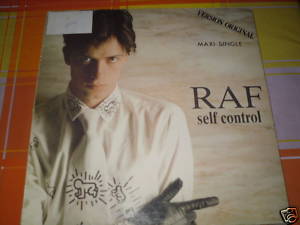 VERSION ORIGINAL
MAXI-SINGLE
RAF
self control